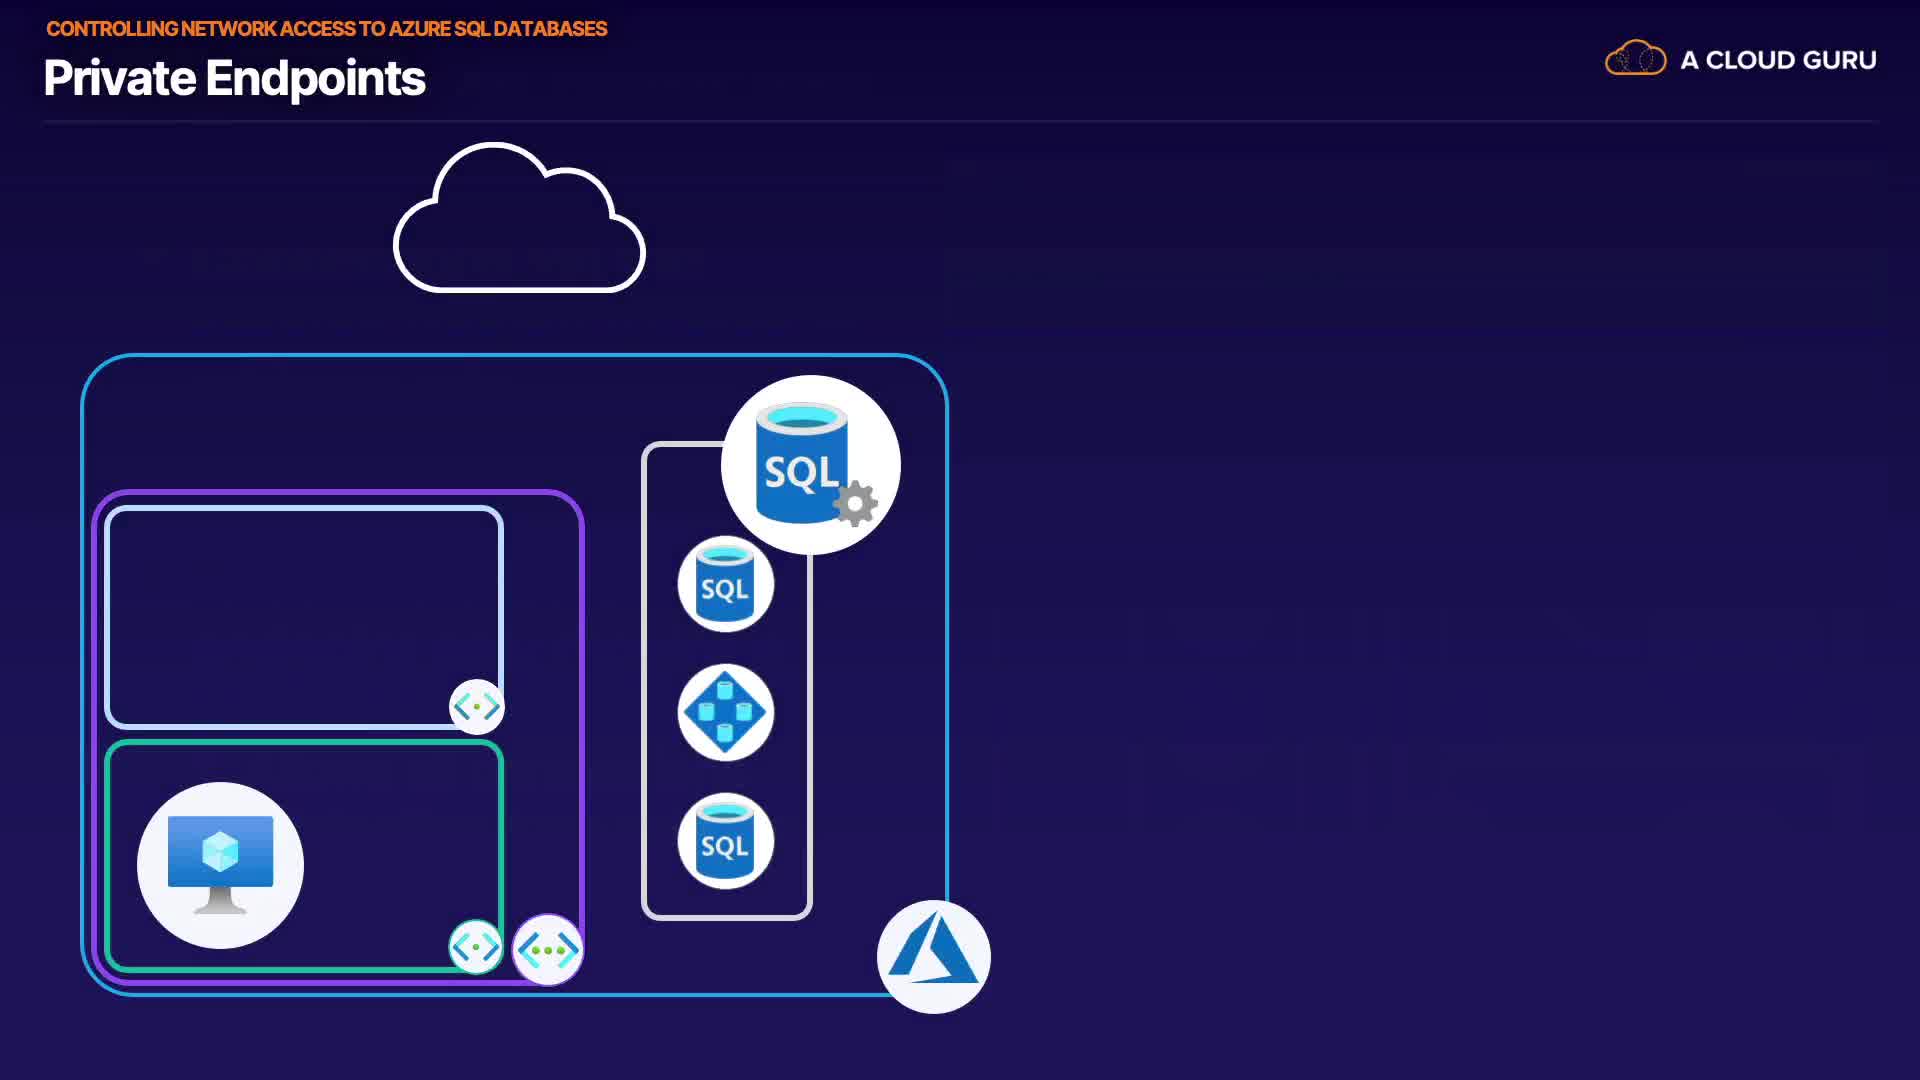 CONTROLLING NETWORK ACCESS TO AZURE SQL DATABASES
Private Endpoints
A CLOUD GURU
SQL
SQL
SQL